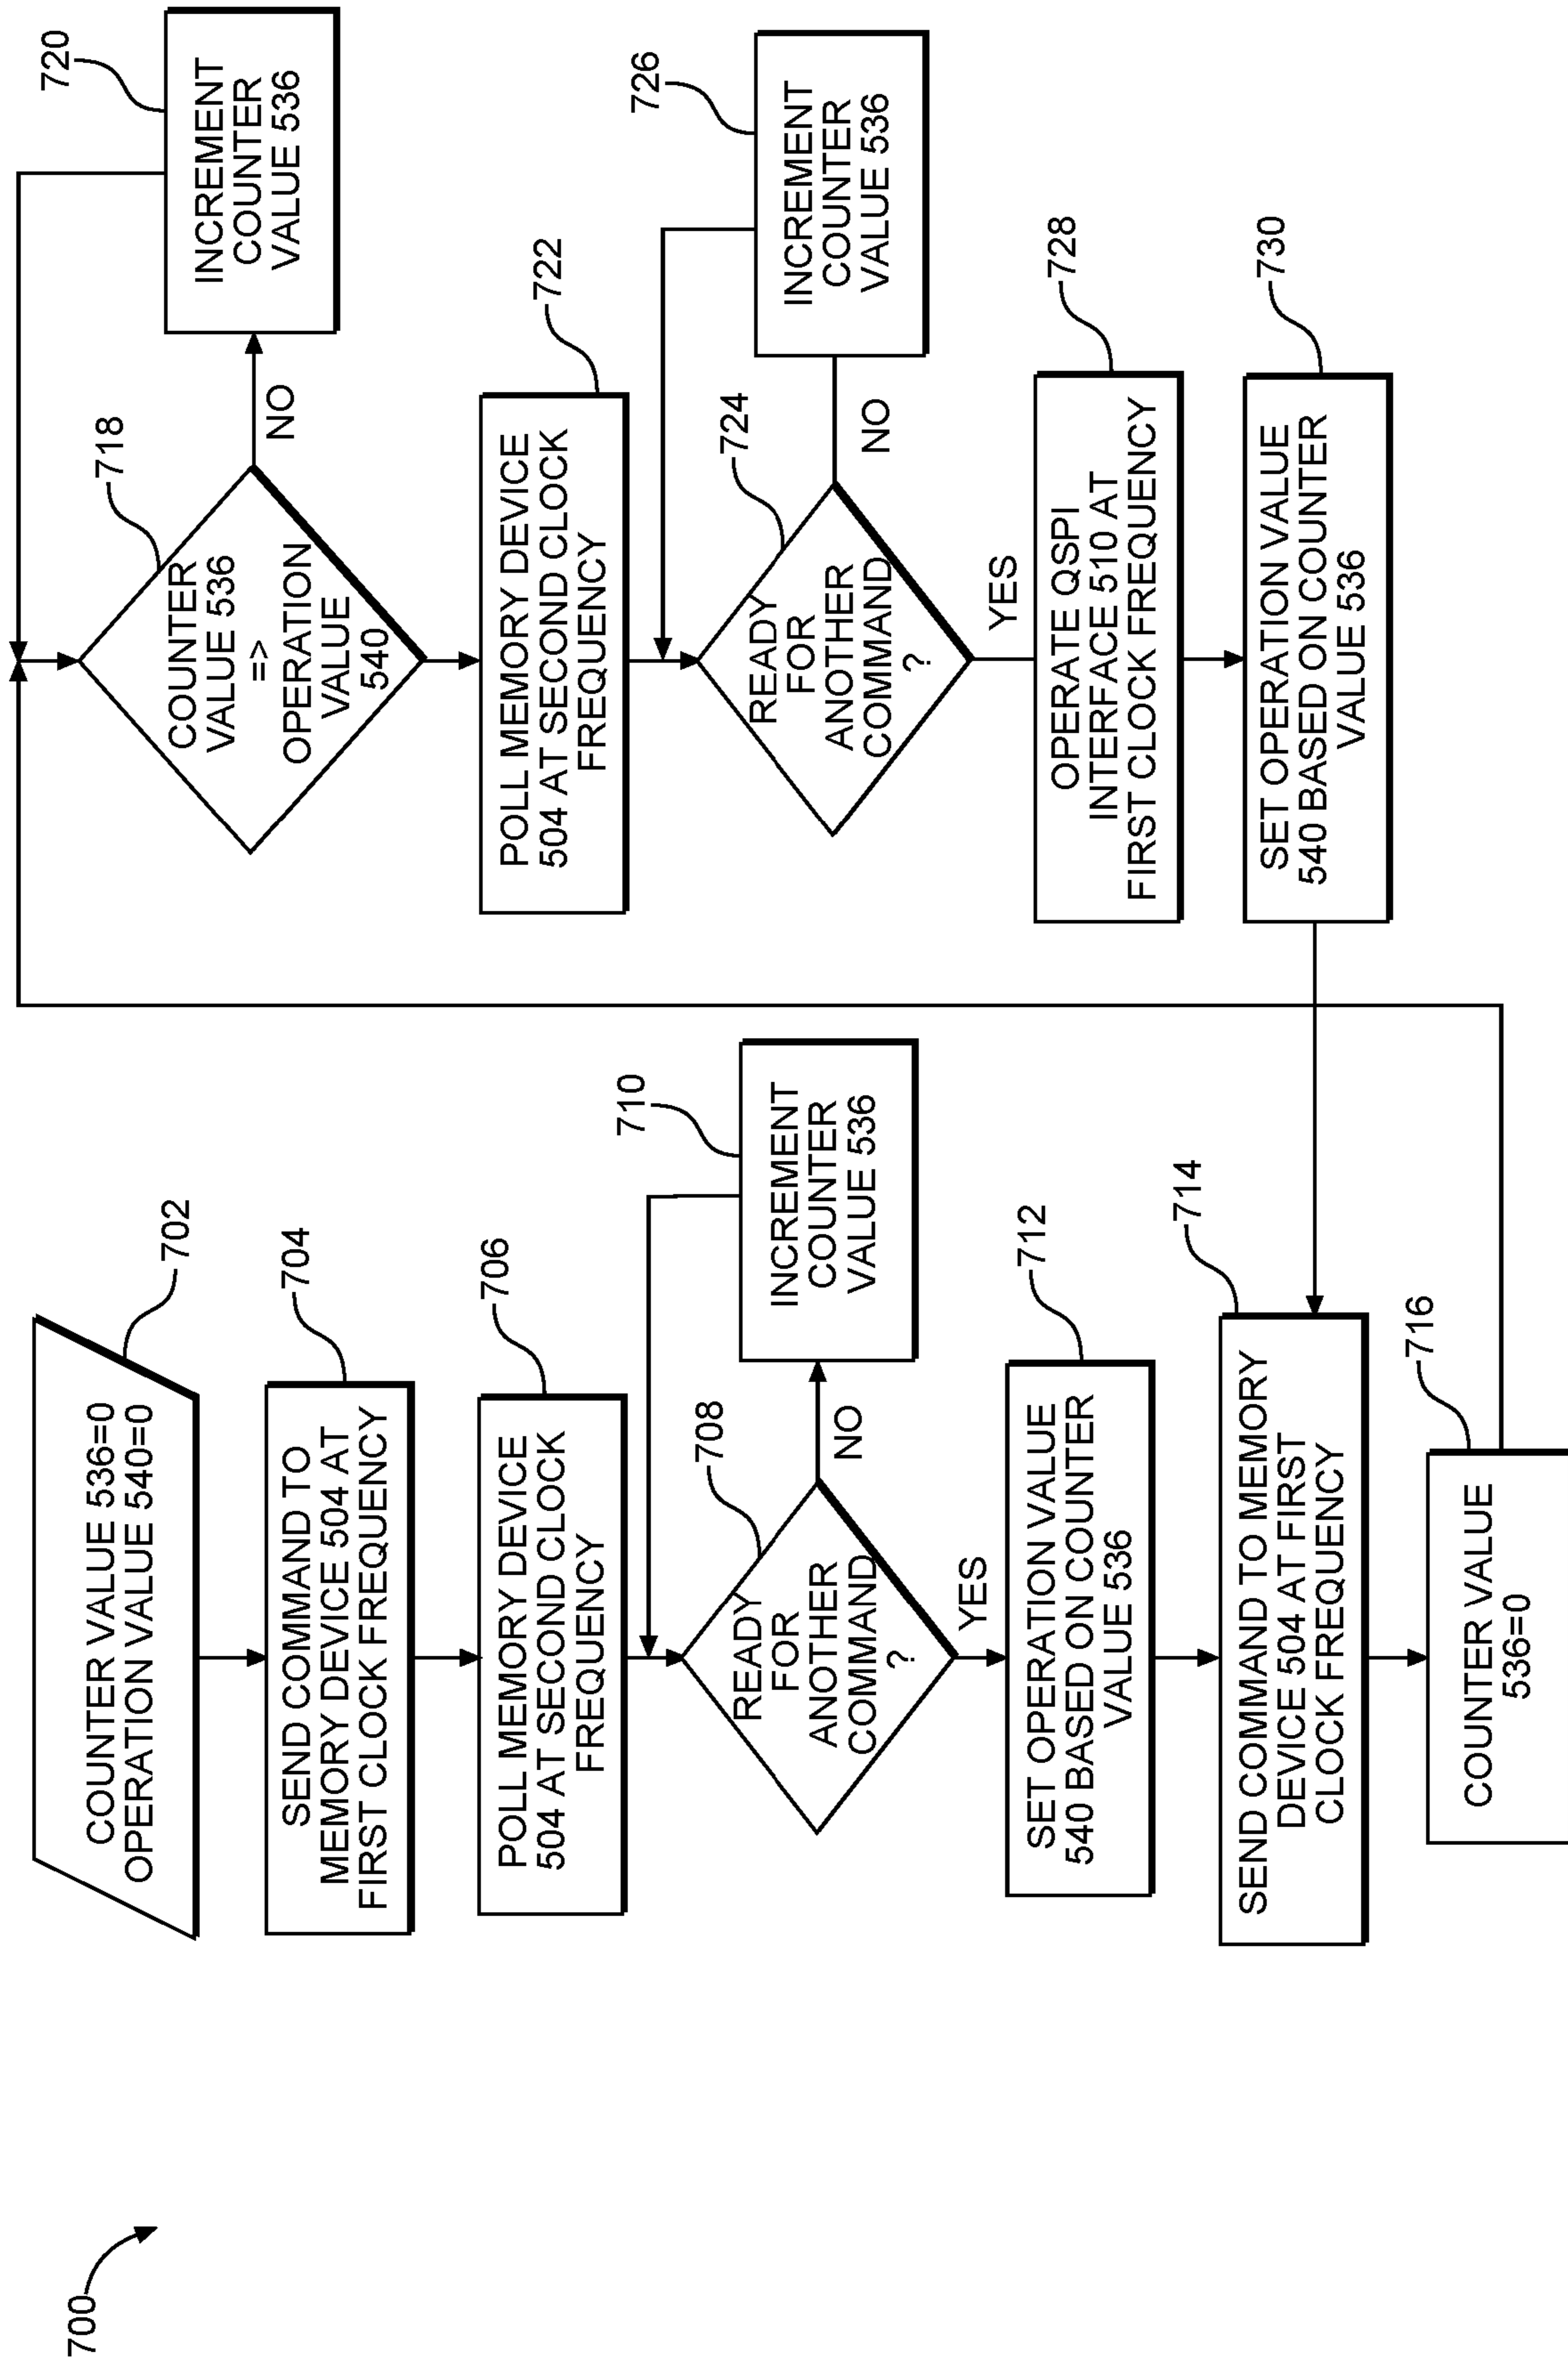 700
702
COUNTER VALUE 536=0
OPERATION VALUE 540=0
704
SEND COMMAND TO
MEMORY DEVICE 504 AT
FIRST CLOCK FREQUENCY
706
POLL MEMORY DEVICE
504 AT SECOND CLOCK
FREQUENCY
708
READY
FOR
ANOTHER
COMMAND
?
NO
710
INCREMENT
COUNTER
VALUE 536
YES
712
SET OPERATION VALUE
540 BASED ON COUNTER
VALUE 536
714
SEND COMMAND TO MEMORY
DEVICE 504 AT FIRST
CLOCK FREQUENCY
716
COUNTER VALUE
536=0
718
COUNTER
VALUE 536
=>
OPERATION
VALUE
540
NO
720
INCREMENT
COUNTER
VALUE 536
722
POLL MEMORY DEVICE
504 AT SECOND CLOCK
FREQUENCY
724
READY
FOR
ANOTHER
COMMAND
?
NO
726
INCREMENT
COUNTER
VALUE 536
YES
728
OPERATE QSPI
INTERFACE 510 AT
FIRST CLOCK FREQUENCY
730
SET OPERATION VALUE
540 BASED ON COUNTER
VALUE 536